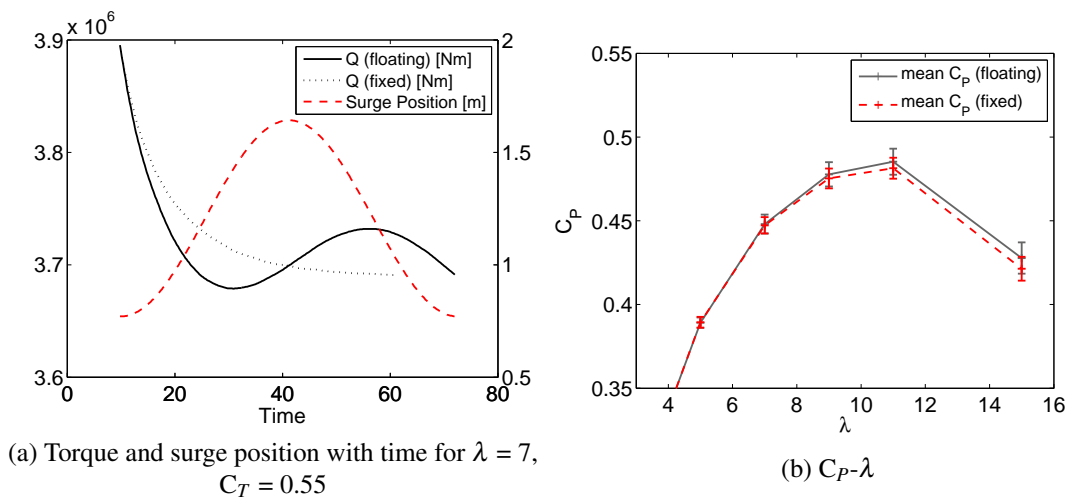 x 10⁶
3.9
3.8
3.7
3.6
2
1.5
1
0.5
0 20 40 60 80
Time
Q (floating) [Nm]
Q (fixed) [Nm]
Surge Position [m]
(a) Torque and surge position with time for λ = 7,
C_T = 0.55
0.55
0.5
0.45
0.4
0.35
C_P
4 6 8 10 12 14 16
λ
mean C_P (floating)
mean C_P (fixed)
(b) C_P-λ